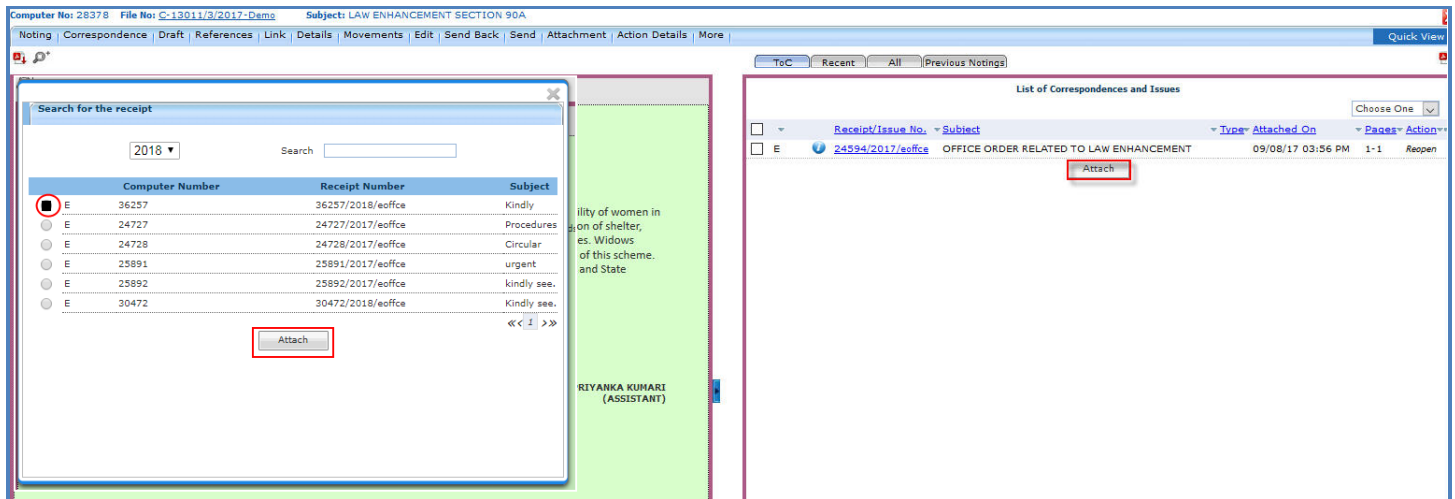 Computer No: 28378 File No: C-13011/3/2017-Demo Subject: LAW ENHANCEMENT SECTION 90A
Noting | Correspondence | Draft | References | Link | Details | Movements | Edit | Send Back | Send | Attachment | Action Details | More | Quick View
ToC Recent All Previous Notings
Search for the receipt
2018 Search
Computer Number Receipt Number Subject
E 36257 36257/2018/eoffce Kindly
E 24727 24727/2017/eoffce Procedures
E 24728 24728/2017/eoffce Circular
E 25891 25891/2017/eoffce urgent
E 25892 25892/2017/eoffce kindly see.
E 30472 30472/2018/eoffce Kindly see.
«< 1 >»
Attach
ility of women in
on of shelter,
es. Widows
of this scheme.
and State
RIYANKA KUMARI
(ASSISTANT)
List of Correspondences and Issues
Choose One
Receipt/Issue No. Subject Type Attached On Pages Action
E 24594/2017/eoffce OFFICE ORDER RELATED TO LAW ENHANCEMENT 09/08/17 03:56 PM 1-1 Reopen
Attach